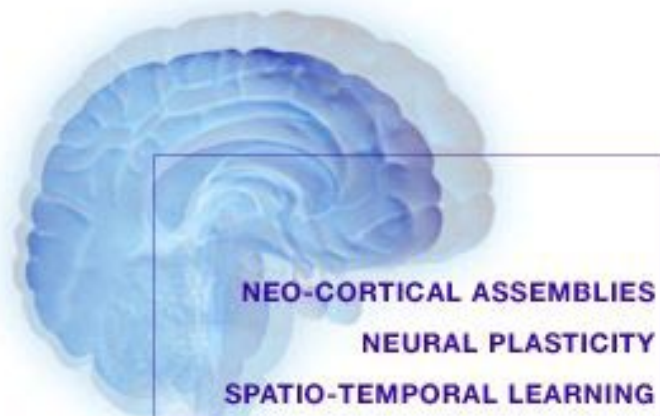 NEO-CORTICAL ASSEMBLIES
NEURAL PLASTICITY
SPATIO-TEMPORAL LEARNING